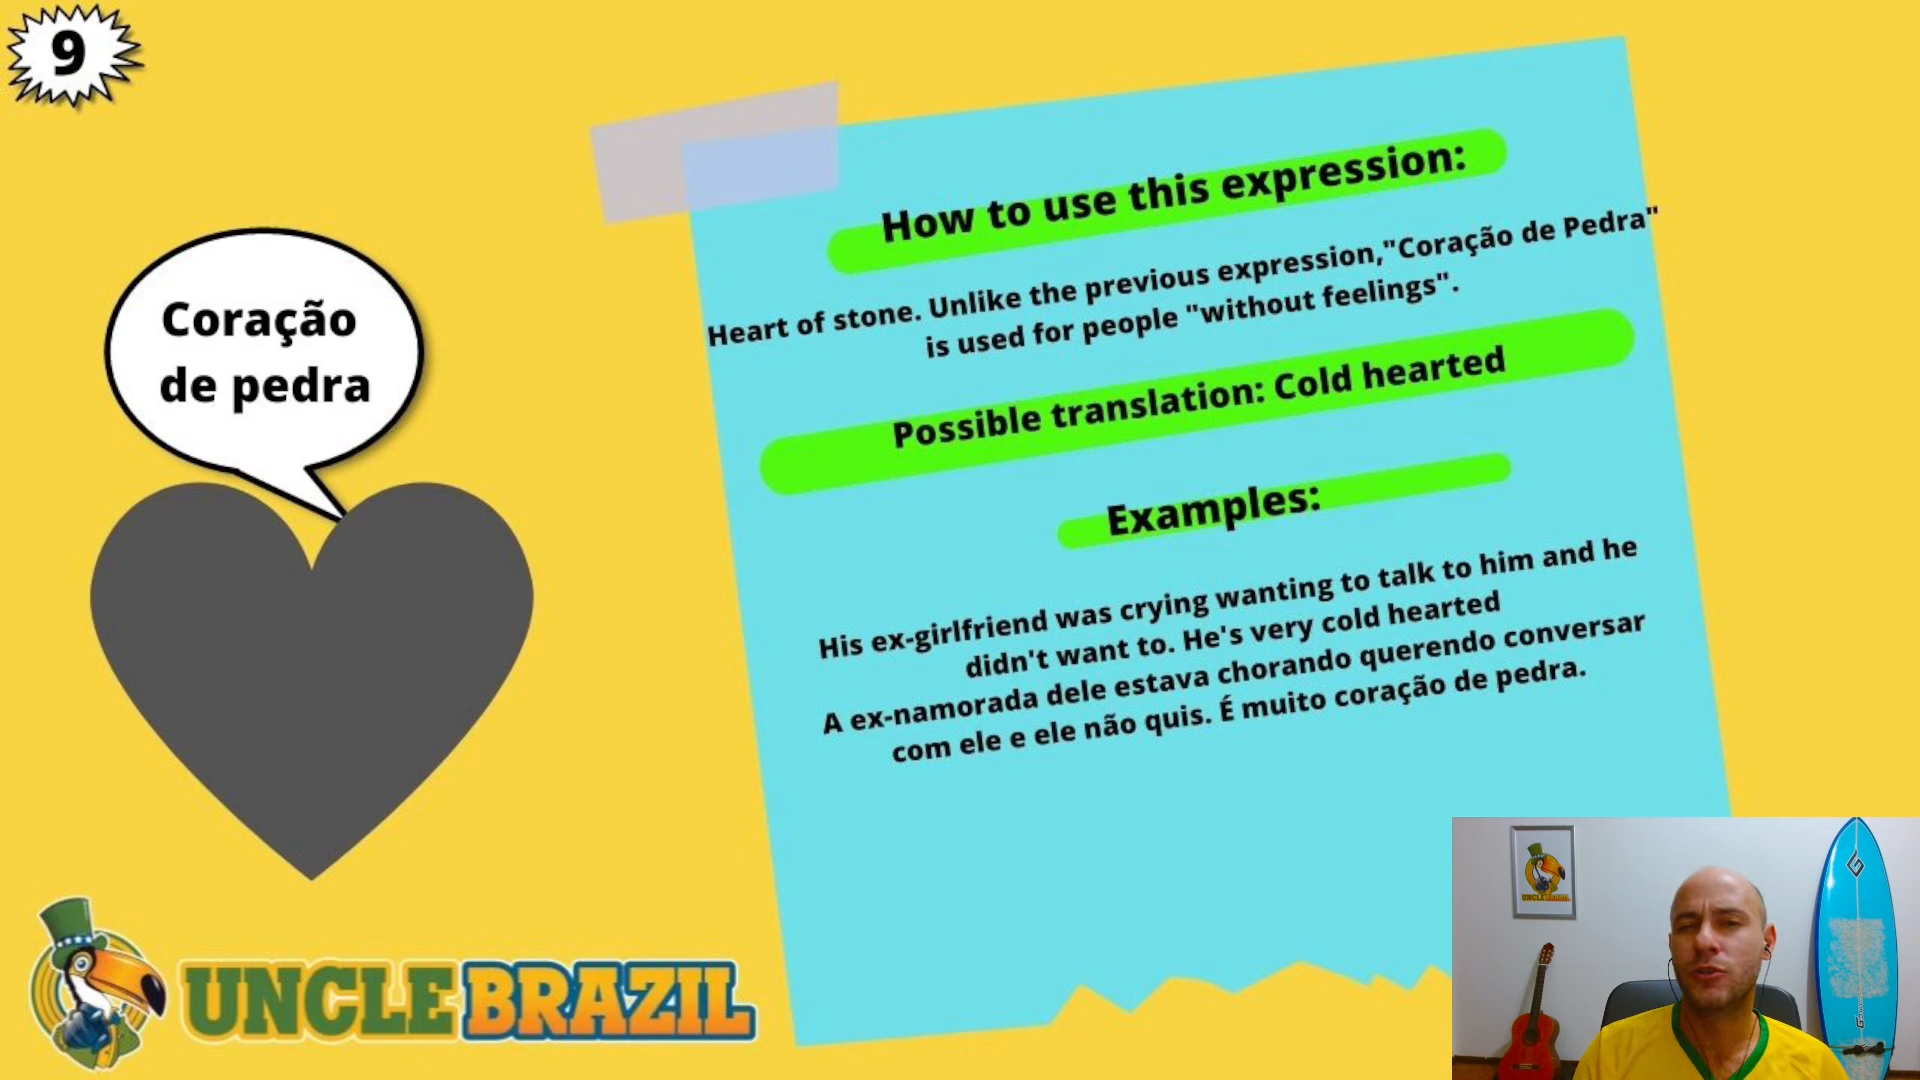 9
Coração
de pedra
How to use this expression:
Heart of stone. Unlike the previous expression,"Coração de Pedra"
is used for people "without feelings".
Possible translation: Cold hearted
Examples:
His ex-girlfriend was crying wanting to talk to him and he
didn't want to. He's very cold hearted
A ex-namorada dele estava chorando querendo conversar
com ele e ele não quis. É muito coração de pedra.
UNCLE BRAZIL
UNCLE BRAZIL